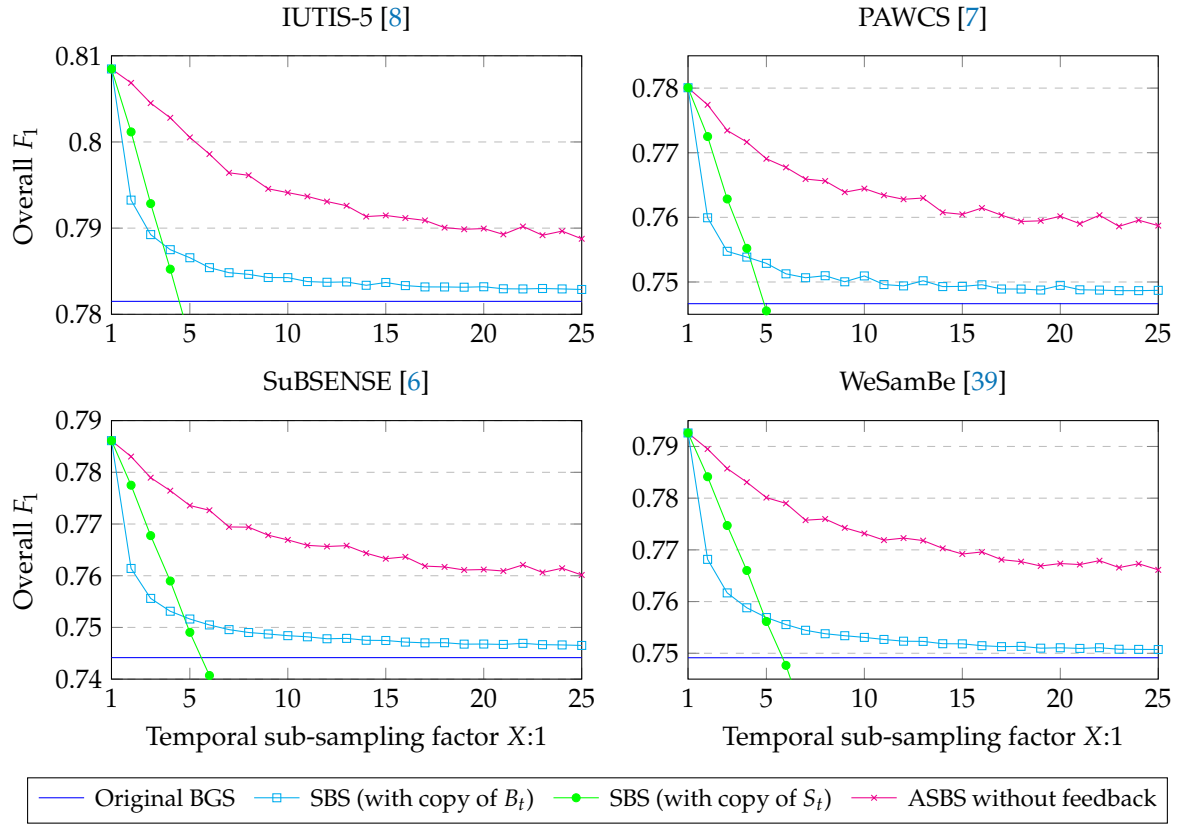 IUTIS-5 [8]
PAWCS [7]
Overall F₁
0.81
0.8
0.79
0.78
1 5 10 15 20 25
0.78
0.77
0.76
0.75
1 5 10 15 20 25
SuBSENSE [6]
WeSamBe [39]
Overall F₁
0.79
0.78
0.77
0.76
0.75
0.74
1 5 10 15 20 25
Temporal sub-sampling factor X:1
0.79
0.78
0.77
0.76
0.75
1 5 10 15 20 25
Temporal sub-sampling factor X:1
Original BGS SBS (with copy of Bₜ) SBS (with copy of Sₜ) ASBS without feedback